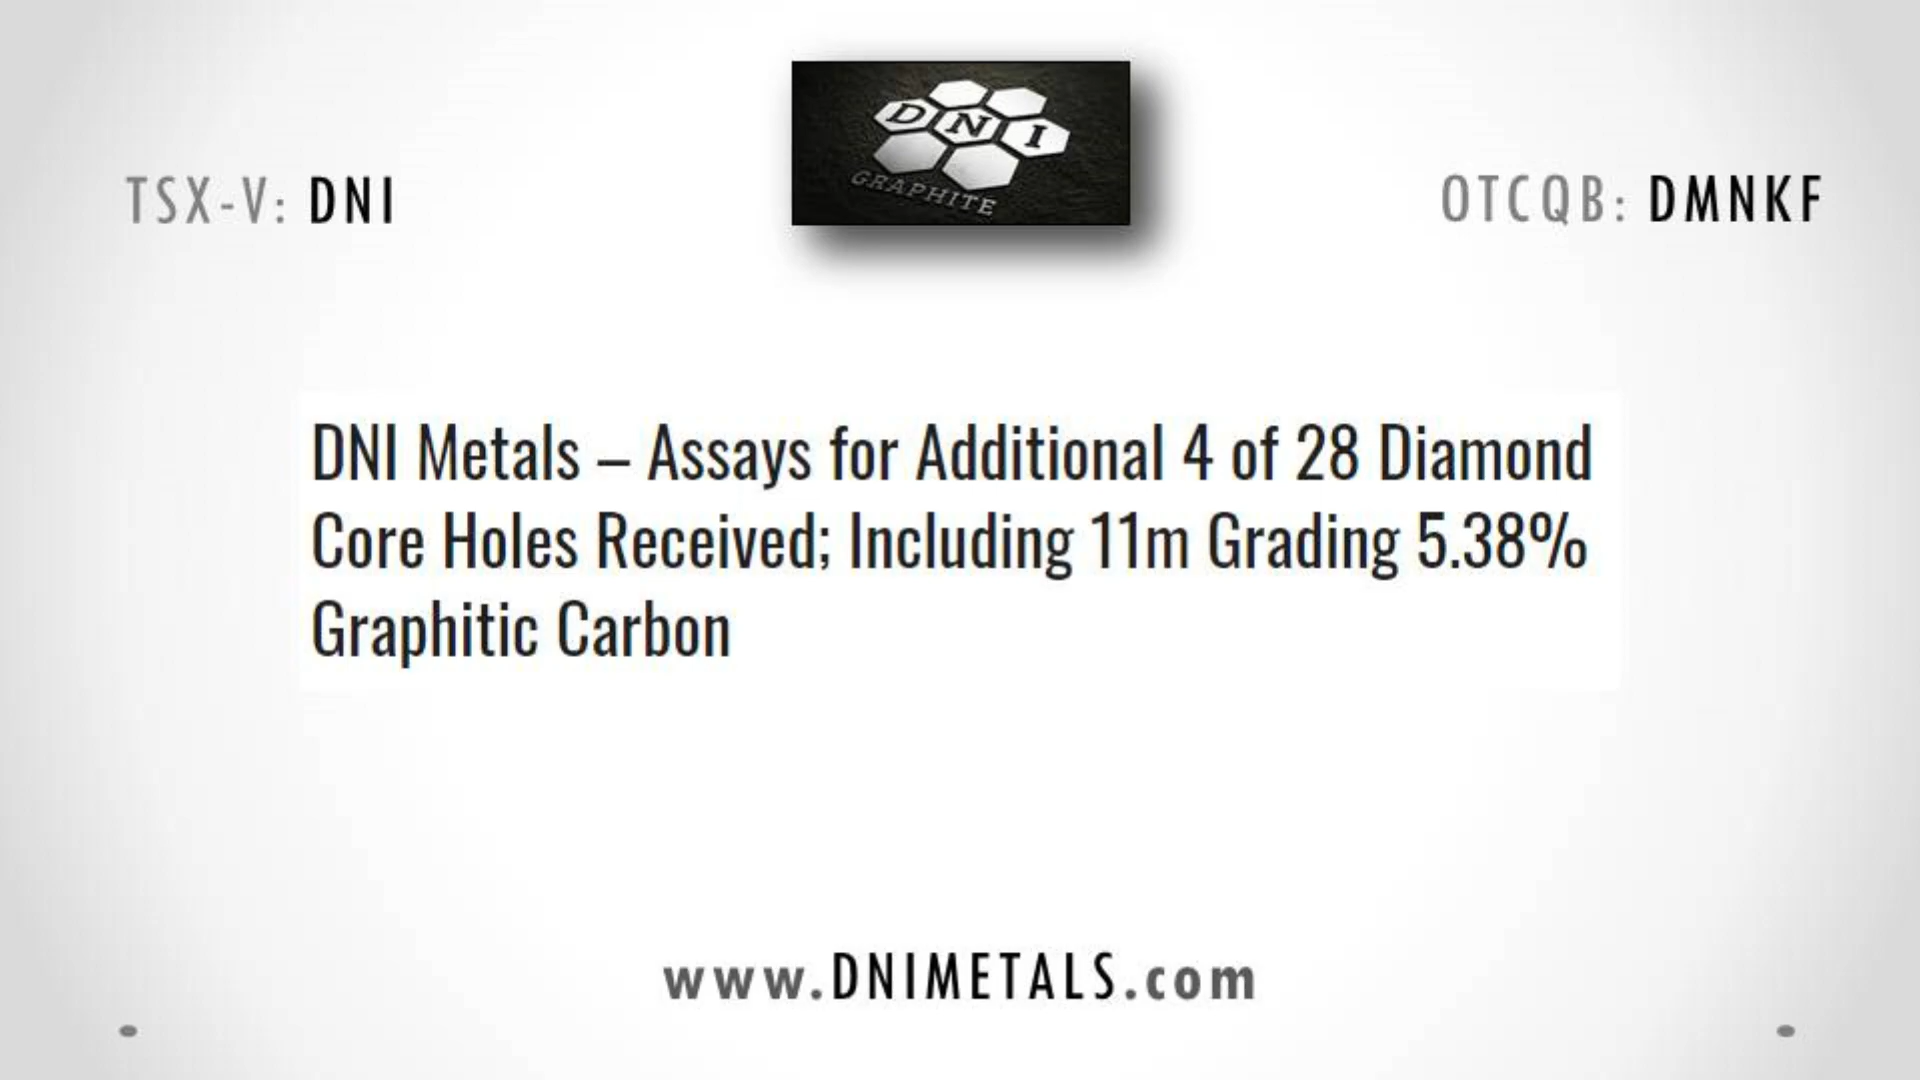 D N I
GRAPHITE
TSX-V: DNI
OTCQB: DMNKF
DNI Metals – Assays for Additional 4 of 28 Diamond
Core Holes Received; Including 11m Grading 5.38%
Graphitic Carbon
www.DNIMETALS.com